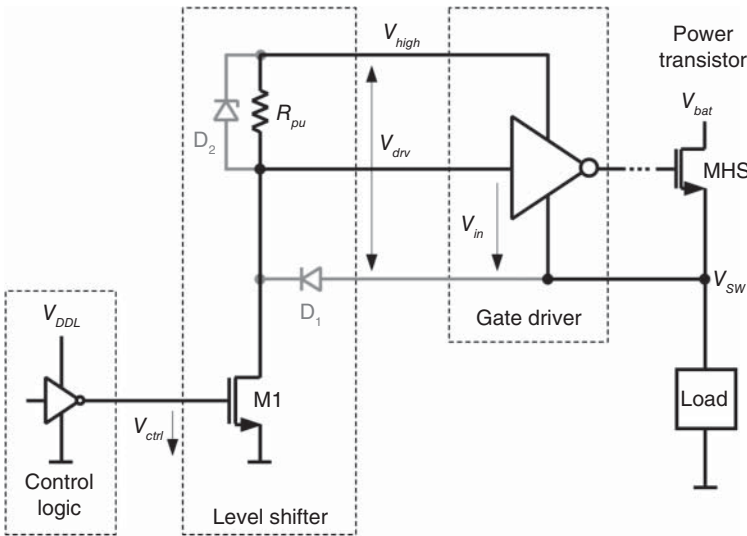 V_high
Power
transistor
R_pu
V_bat
D_2
V_drv
MHS
V_in
V_SW
D_1
V_DDL
Gate driver
M1
Load
V_ctrl
Control
logic
Level shifter